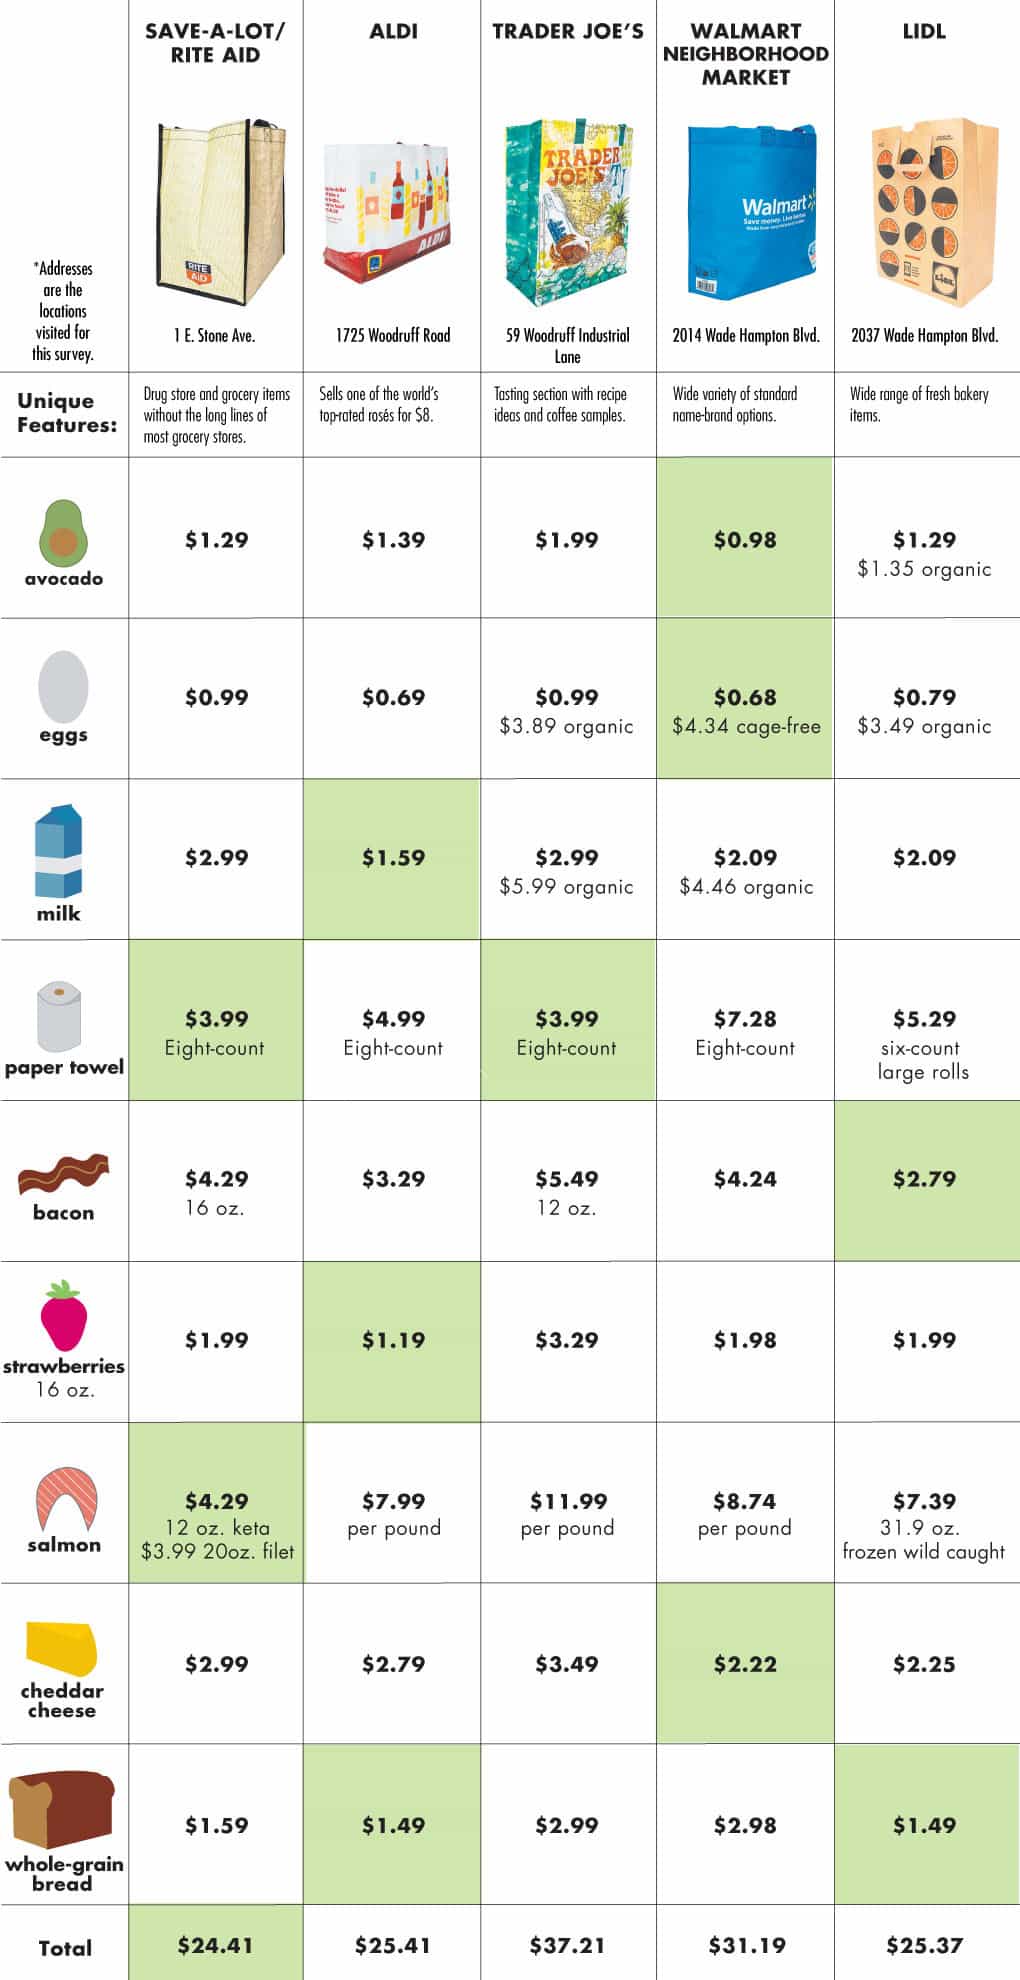 SAVE-A-LOT/
RITE AID
ALDI
TRADER JOE'S
WALMART
NEIGHBORHOOD
MARKET
LIDL
RITE
AID
ALDI
TRADER
JOE'S
Walmart
Save money. Live better.
*Addresses
are the
locations
visited for
this survey.
1 E. Stone Ave.
1725 Woodruff Road
59 Woodruff Industrial
Lane
2014 Wade Hampton Blvd.
2037 Wade Hampton Blvd.
Unique
Features:
Drug store and grocery items
without the long lines of
most grocery stores.
Sells one of the world's
top-rated rosés for $8.
Tasting section with recipe
ideas and coffee samples.
Wide variety of standard
name-brand options.
Wide range of fresh bakery
items.
avocado
$1.29
$1.39
$1.99
$0.98
$1.29
$1.35 organic
eggs
$0.99
$0.69
$0.99
$3.89 organic
$0.68
$4.34 cage-free
$0.79
$3.49 organic
milk
$2.99
$1.59
$2.99
$5.99 organic
$2.09
$4.46 organic
$2.09
paper towel
$3.99
Eight-count
$4.99
Eight-count
$3.99
Eight-count
$7.28
Eight-count
$5.29
six-count
large rolls
bacon
$4.29
16 oz.
$3.29
$5.49
12 oz.
$4.24
$2.79
strawberries
16 oz.
$1.99
$1.19
$3.29
$1.98
$1.99
salmon
$4.29
12 oz. keta
$3.99 20oz. filet
$7.99
per pound
$11.99
per pound
$8.74
per pound
$7.39
31.9 oz.
frozen wild caught
cheddar
cheese
$2.99
$2.79
$3.49
$2.22
$2.25
whole-grain
bread
$1.59
$1.49
$2.99
$2.98
$1.49
Total
$24.41
$25.41
$37.21
$31.19
$25.37